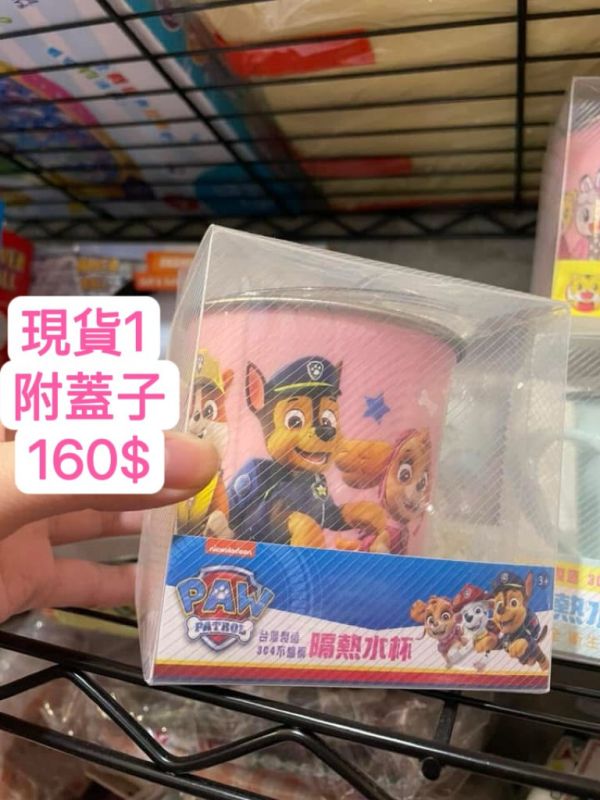 現貨1
附蓋子
160$
nickelodeon
PAW
PATROL
台灣製造
304不鏽鋼
隔熱水杯
3+